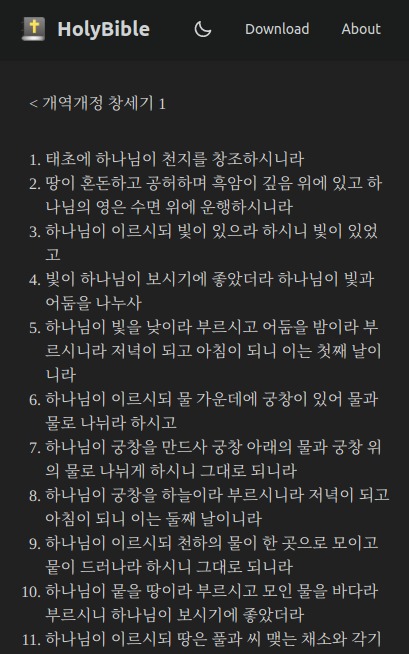 HolyBible
Download
About
< 개역개정 창세기 1
1. 태초에 하나님이 천지를 창조하시니라
2. 땅이 혼돈하고 공허하며 흑암이 깊음 위에 있고 하
나님의 영은 수면 위에 운행하시니라
3. 하나님이 이르시되 빛이 있으라 하시니 빛이 있었
고
4. 빛이 하나님이 보시기에 좋았더라 하나님이 빛과
어둠을 나누사
5. 하나님이 빛을 낮이라 부르시고 어둠을 밤이라 부
르시니라 저녁이 되고 아침이 되니 이는 첫째 날이
니라
6. 하나님이 이르시되 물 가운데에 궁창이 있어 물과
물로 나뉘라 하시고
7. 하나님이 궁창을 만드사 궁창 아래의 물과 궁창 위
의 물로 나뉘게 하시니 그대로 되니라
8. 하나님이 궁창을 하늘이라 부르시니라 저녁이 되고
아침이 되니 이는 둘째 날이니라
9. 하나님이 이르시되 천하의 물이 한 곳으로 모이고
뭍이 드러나라 하시니 그대로 되니라
10. 하나님이 뭍을 땅이라 부르시고 모인 물을 바다라
부르시니 하나님이 보시기에 좋았더라
11. 하나님이 이르시되 땅은 풀과 씨 맺는 채소와 각기